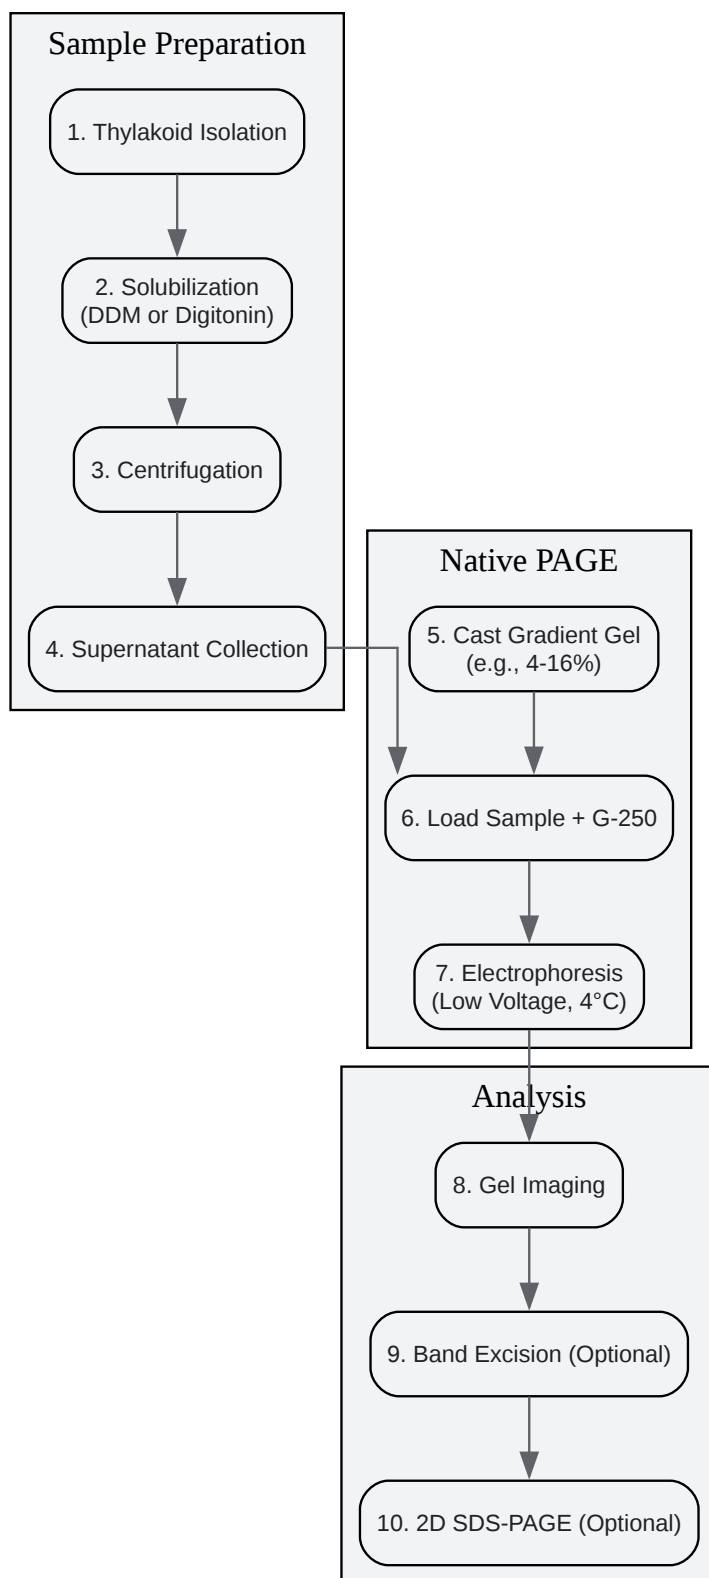 Sample Preparation
1. Thylakoid Isolation
2. Solubilization
(DDM or Digitonin)
3. Centrifugation
4. Supernatant Collection
Native PAGE
5. Cast Gradient Gel
(e.g., 4-16%)
6. Load Sample + G-250
7. Electrophoresis
(Low Voltage, 4°C)
Analysis
8. Gel Imaging
9. Band Excision (Optional)
10. 2D SDS-PAGE (Optional)